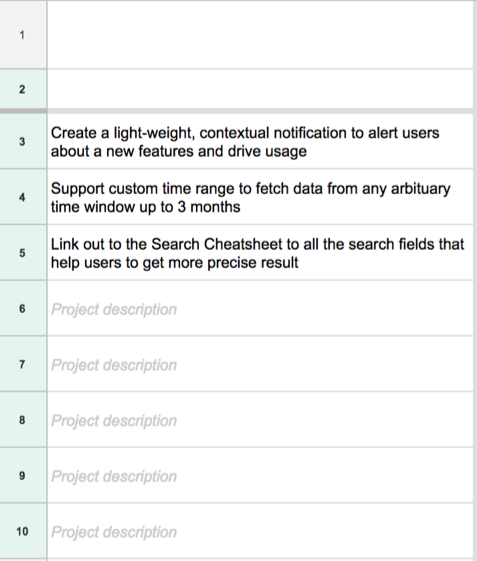 1
2
3
Create a light-weight, contextual notification to alert users
about a new features and drive usage
4
Support custom time range to fetch data from any arbituary
time window up to 3 months
5
Link out to the Search Cheatsheet to all the search fields that
help users to get more precise result
6
Project description
7
Project description
8
Project description
9
Project description
10
Project description